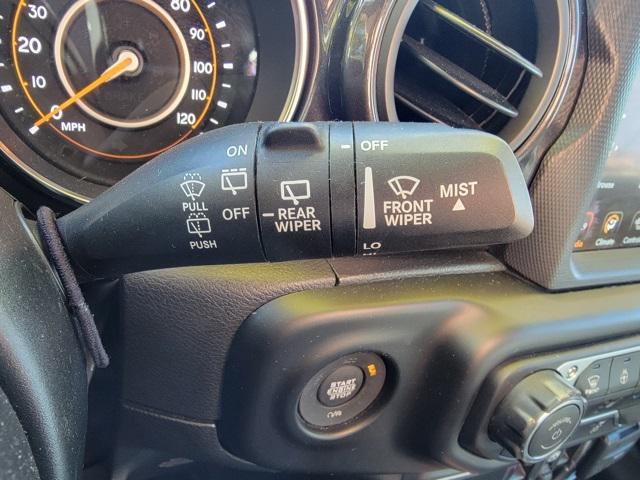 80
30
20
10
0
MPH
90
100
110
120
ON
OFF
PULL
PUSH
REAR
WIPER
OFF
FRONT
WIPER
MIST
LO
START
ENGINE
STOP
Climate